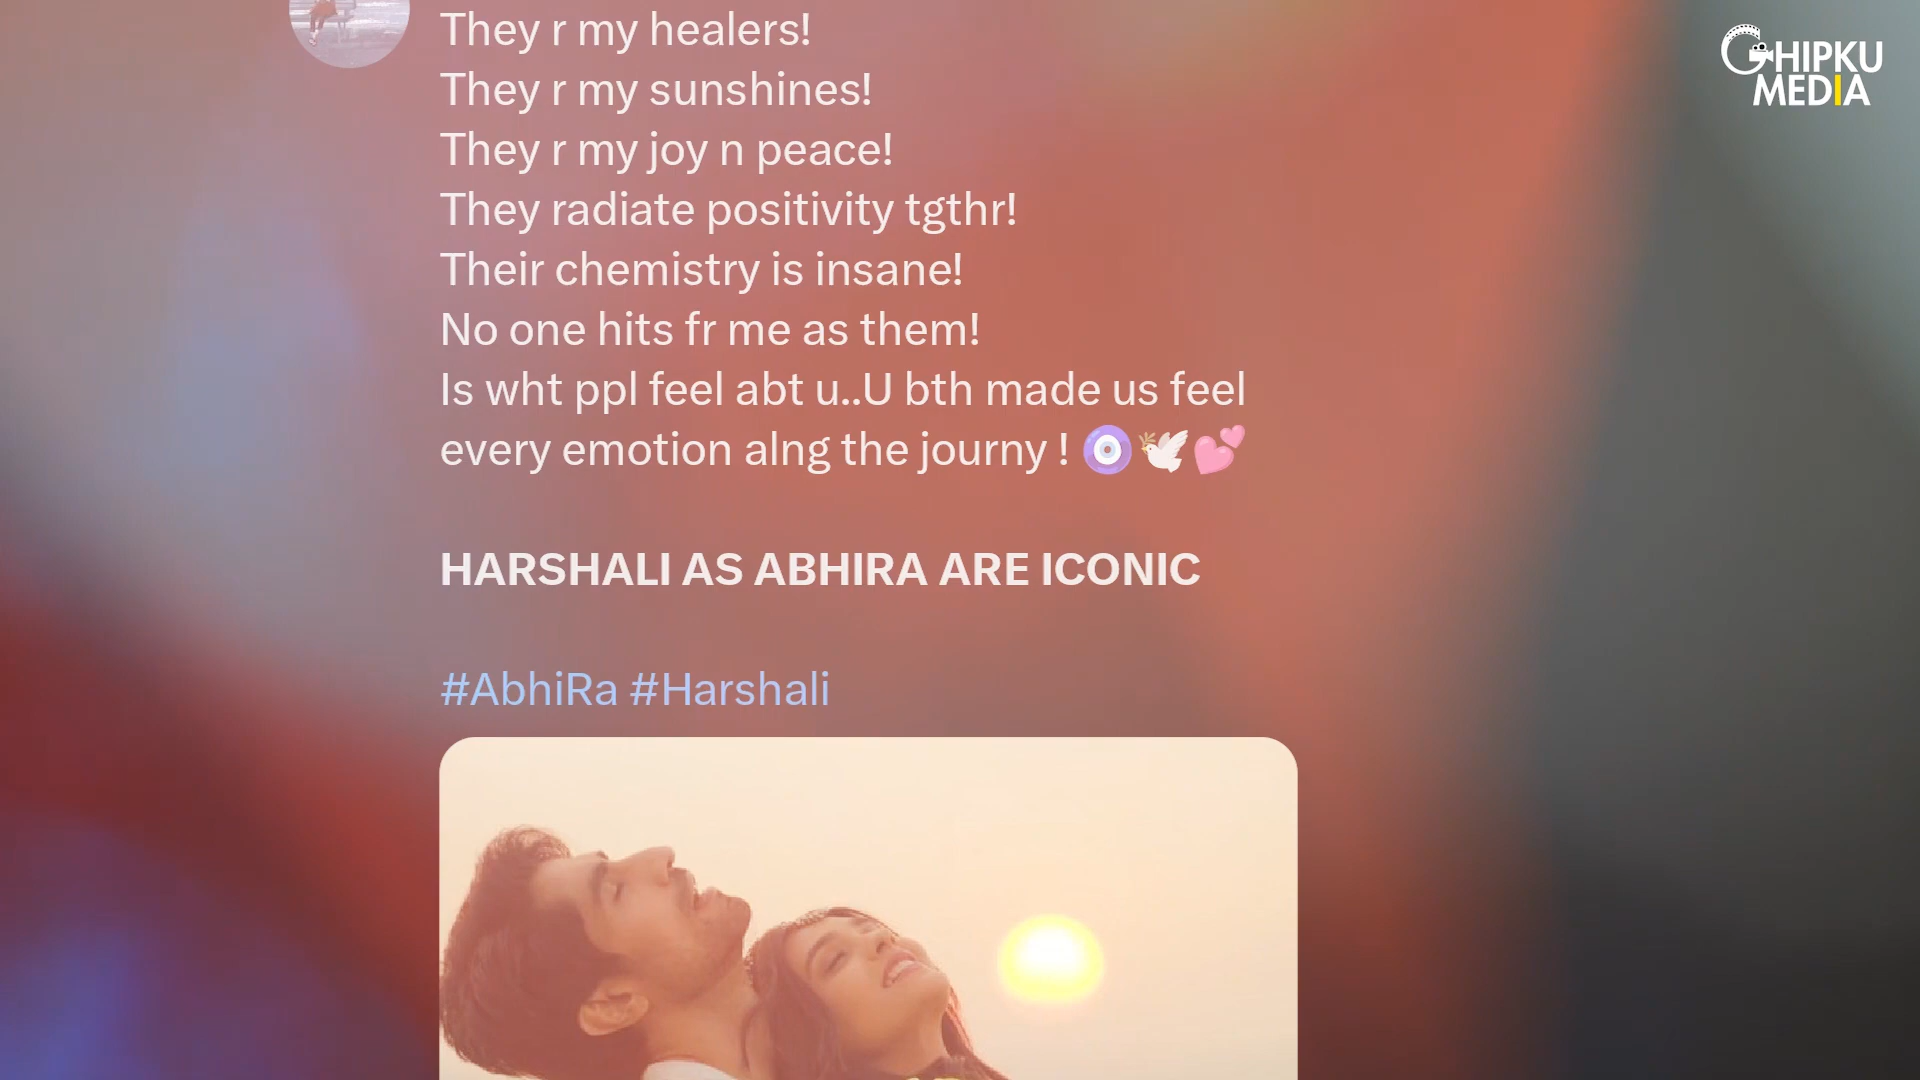 They r my healers!
They r my sunshines!
They r my joy n peace!
They radiate positivity tgthr!
Their chemistry is insane!
No one hits fr me as them!
Is wht ppl feel abt u..U bth made us feel
every emotion alng the journy ! 🧿🕊️💕
HARSHALI AS ABHIRA ARE ICONIC
#AbhiRa #Harshali
GHIPKU
MEDIA